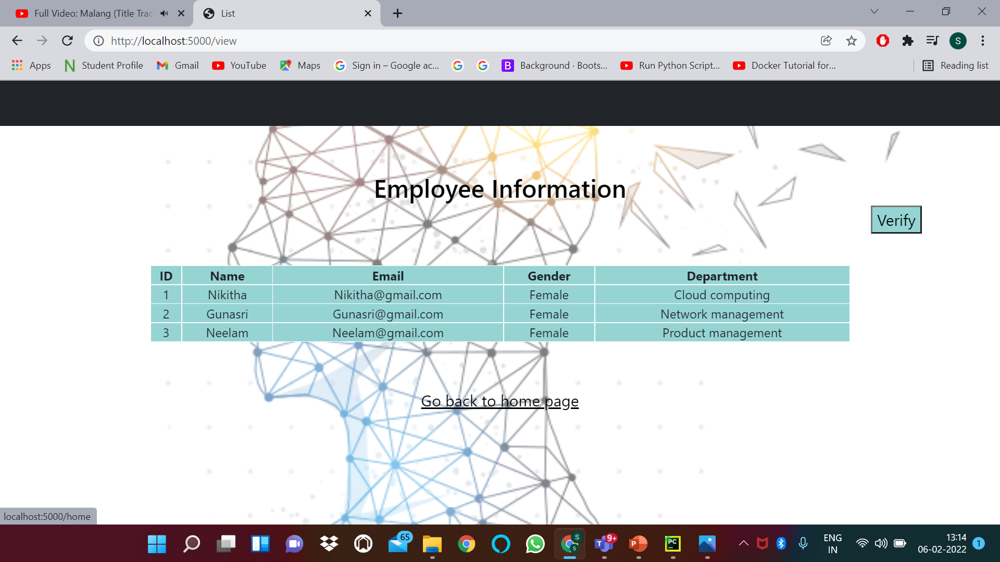 Full Video: Malang (Title Trac
List
http://localhost:5000/view
S
Apps
Student Profile
Gmail
YouTube
Maps
Sign in – Google ac...
Background · Boots...
Run Python Script...
Docker Tutorial for...
Reading list
Employee Information
Verify
ID Name Email Gender Department
1 Nikitha Nikitha@gmail.com Female Cloud computing
2 Gunasri Gunasri@gmail.com Female Network management
3 Neelam Neelam@gmail.com Female Product management
Go back to home page
localhost:5000/home
65
S
S
9+
T
P
PC
ENG
IN
13:14
06-02-2022
1